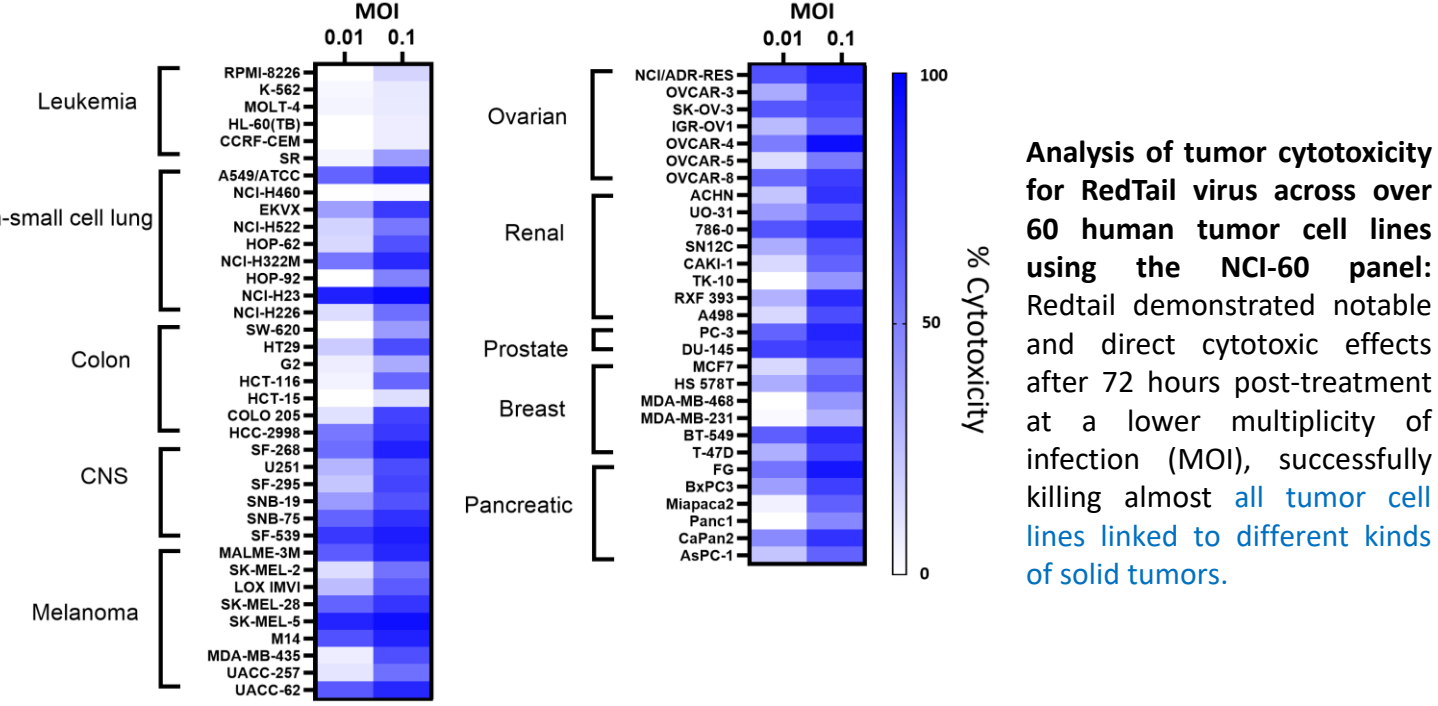 MOI
0.01 0.1
Leukemia
RPMI-8226
K-562
MOLT-4
HL-60(TB)
CCRF-CEM
SR
-small cell lung
A549/ATCC
NCI-H460
EKVX
NCI-H522
HOP-62
NCI-H322M
HOP-92
NCI-H23
NCI-H226
Colon
SW-620
HT29
G2
HCT-116
HCT-15
COLO 205
HCC-2998
CNS
SF-268
U251
SF-295
SNB-19
SNB-75
SF-539
Melanoma
MALME-3M
SK-MEL-2
LOX IMVI
SK-MEL-28
SK-MEL-5
M14
MDA-MB-435
UACC-257
UACC-62
MOI
0.01 0.1
Ovarian
NCI/ADR-RES
OVCAR-3
SK-OV-3
IGR-OV1
OVCAR-4
OVCAR-5
OVCAR-8
Renal
ACHN
UO-31
786-0
SN12C
CAKI-1
TK-10
RXF 393
A498
Prostate
PC-3
DU-145
Breast
MCF7
HS 578T
MDA-MB-468
MDA-MB-231
BT-549
T-47D
Pancreatic
FG
BxPC3
Miapaca2
Panc1
CaPan2
AsPC-1
100
50
0
% Cytotoxicity
Analysis of tumor cytotoxicity
for RedTail virus across over
60 human tumor cell lines
using the NCI-60 panel:
Redtail demonstrated notable
and direct cytotoxic effects
after 72 hours post-treatment
at a lower multiplicity of
infection (MOI), successfully
killing almost all tumor cell
lines linked to different kinds
of solid tumors.